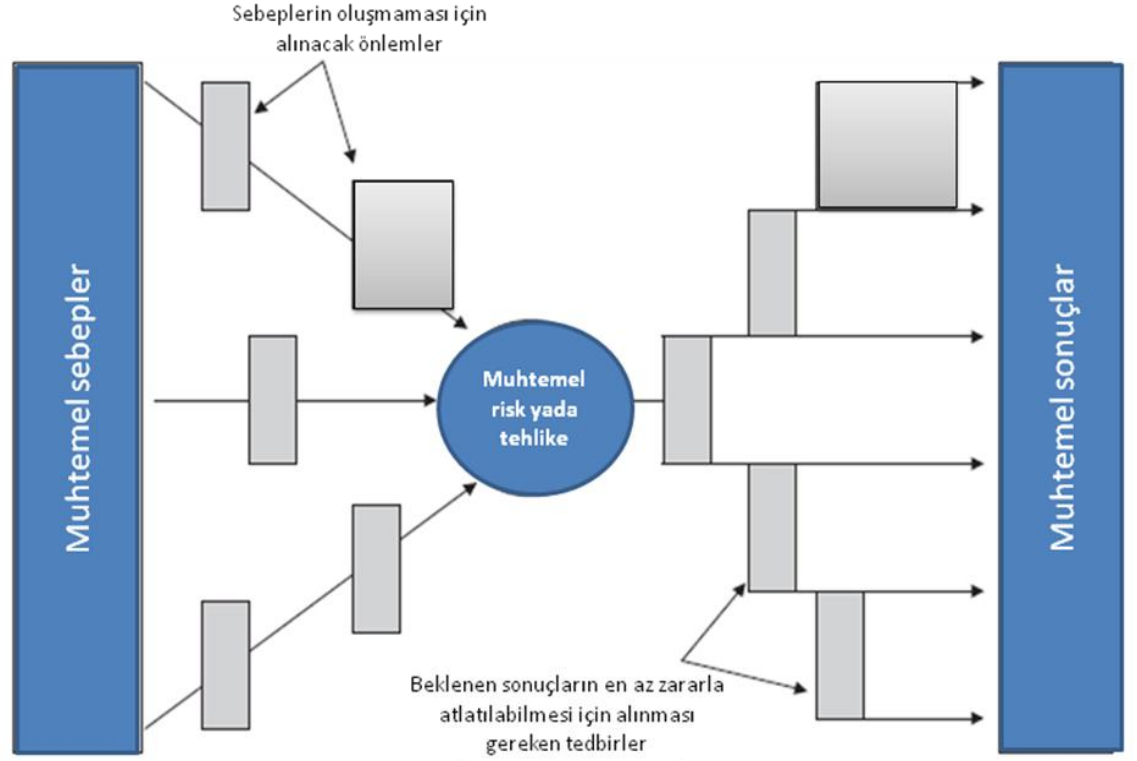 Sebeplerin oluşmaması için
alınacak önlemler
Muhtemel sebepler
Muhtemel
risk yada
tehlike
Muhtemel sonuçlar
Beklenen sonuçların en az zararla
atlatılabilmesi için alınması
gereken tedbirler